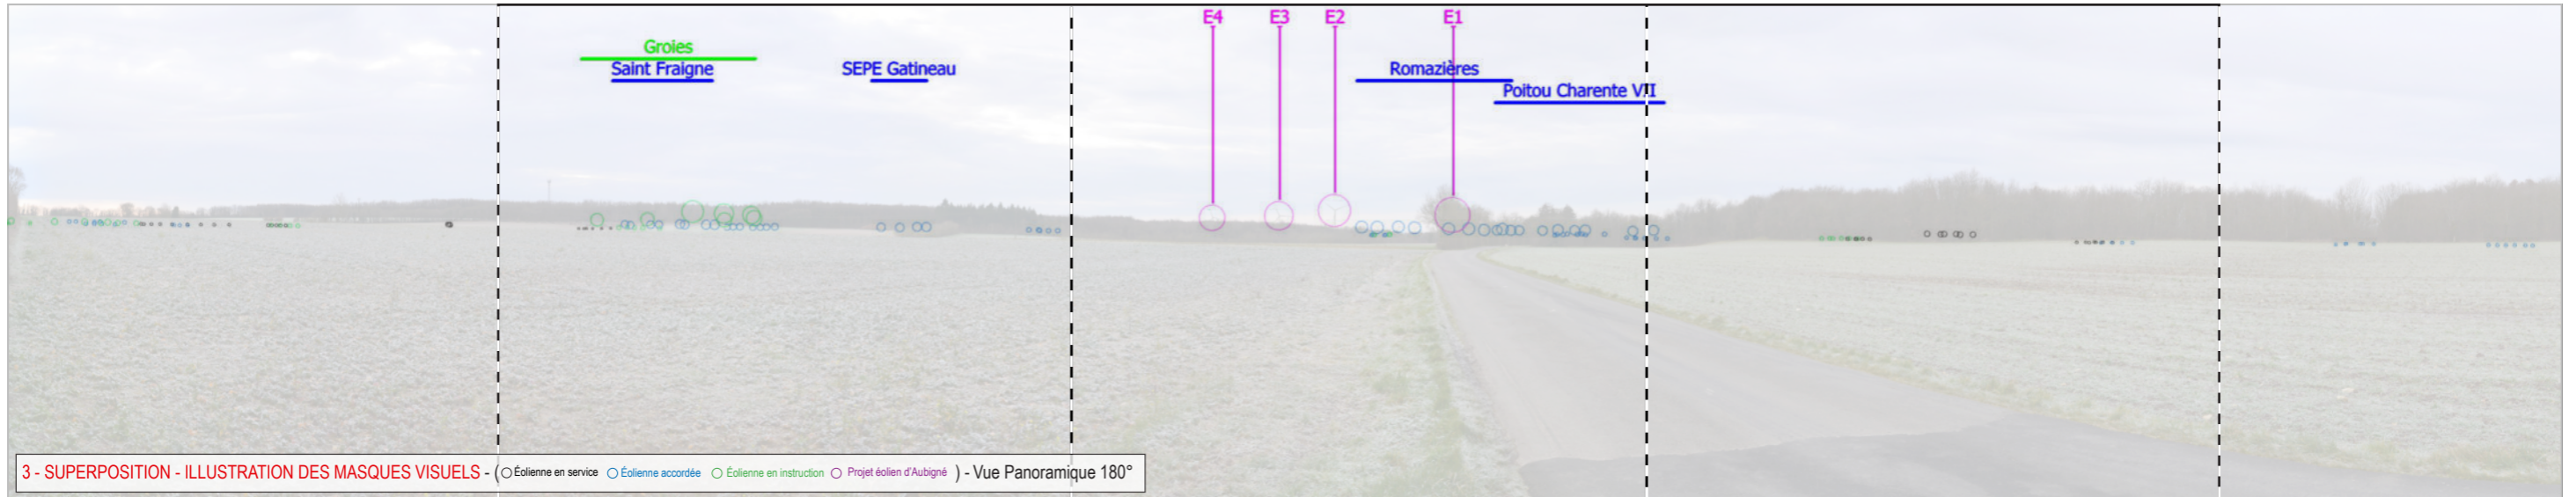 E4 E3 E2 E1
Groies
Saint Fraigne
SEPE Gatineau
Romazières
Poitou Charente VII
3 - SUPERPOSITION - ILLUSTRATION DES MASQUES VISUELS - ( Éolienne en service Éolienne accordée Éolienne en instruction Projet éolien d'Aubigné ) - Vue Panoramique 180°